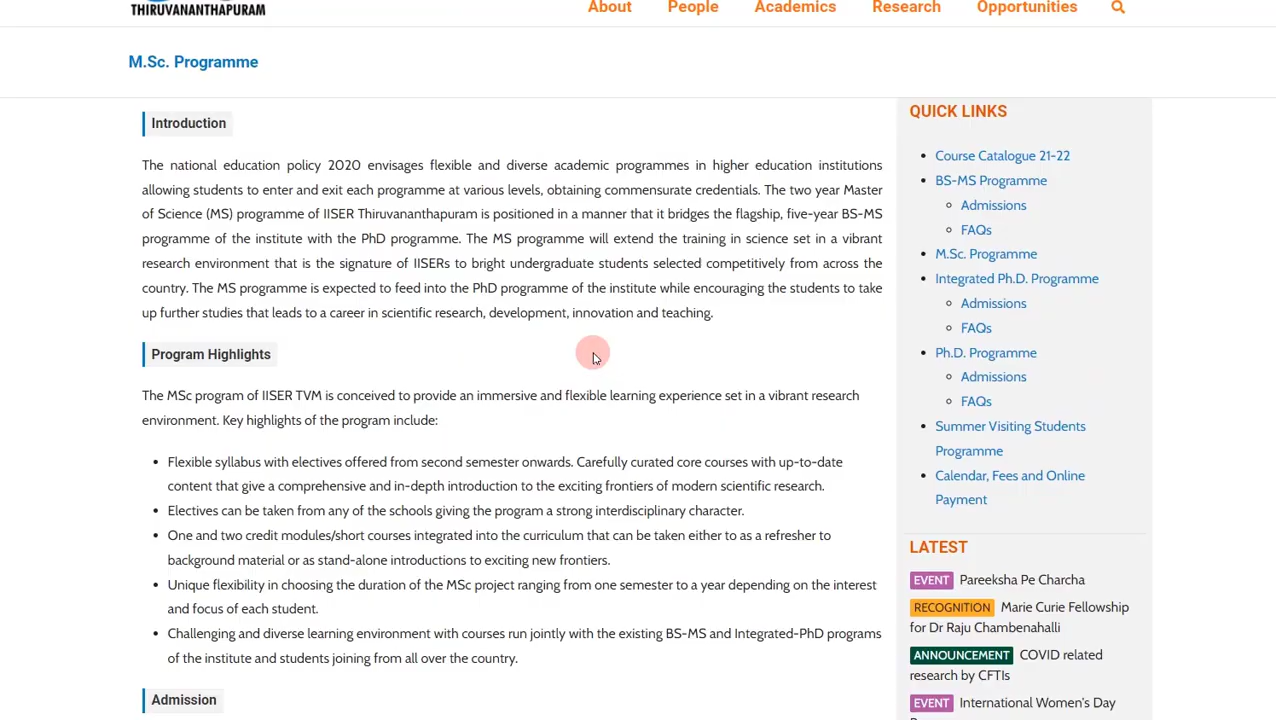 THIRUVANANTHAPURAM
About People Academics Research Opportunities
M.Sc. Programme
Introduction
The national education policy 2020 envisages flexible and diverse academic programmes in higher education institutions
allowing students to enter and exit each programme at various levels, obtaining commensurate credentials. The two year Master
of Science (MS) programme of IISER Thiruvananthapuram is positioned in a manner that it bridges the flagship, five-year BS-MS
programme of the institute with the PhD programme. The MS programme will extend the training in science set in a vibrant
research environment that is the signature of IISERs to bright undergraduate students selected competitively from across the
country. The MS programme is expected to feed into the PhD programme of the institute while encouraging the students to take
up further studies that leads to a career in scientific research, development, innovation and teaching.
Program Highlights
The MSc program of IISER TVM is conceived to provide an immersive and flexible learning experience set in a vibrant research
environment. Key highlights of the program include:
• Flexible syllabus with electives offered from second semester onwards. Carefully curated core courses with up-to-date
content that give a comprehensive and in-depth introduction to the exciting frontiers of modern scientific research.
• Electives can be taken from any of the schools giving the program a strong interdisciplinary character.
• One and two credit modules/short courses integrated into the curriculum that can be taken either to as a refresher to
background material or as stand-alone introductions to exciting new frontiers.
• Unique flexibility in choosing the duration of the MSc project ranging from one semester to a year depending on the interest
and focus of each student.
• Challenging and diverse learning environment with courses run jointly with the existing BS-MS and Integrated-PhD programs
of the institute and students joining from all over the country.
Admission
QUICK LINKS
• Course Catalogue 21-22
• BS-MS Programme
Admissions
FAQs
• M.Sc. Programme
• Integrated Ph.D. Programme
Admissions
FAQs
• Ph.D. Programme
Admissions
FAQs
• Summer Visiting Students
Programme
• Calendar, Fees and Online
Payment
LATEST
EVENT Pareeksha Pe Charcha
RECOGNITION Marie Curie Fellowship
for Dr Raju Chambenahalli
ANNOUNCEMENT COVID related
research by CFTIs
EVENT International Women's Day